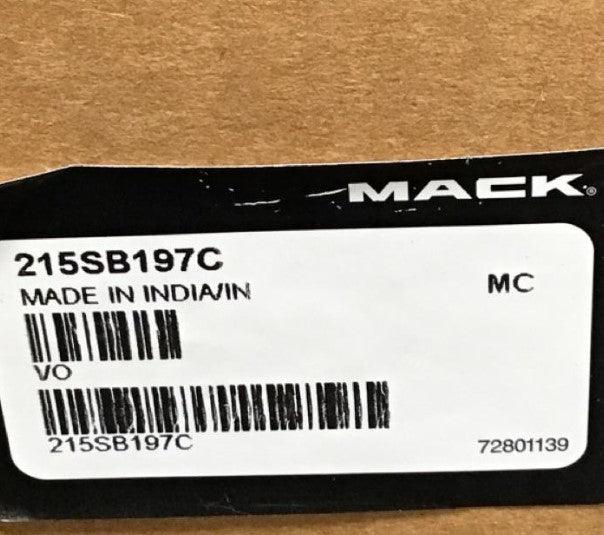 MACK®
215SB197C
MADE IN INDIA/IN
MC
VO
215SB197C
72801139